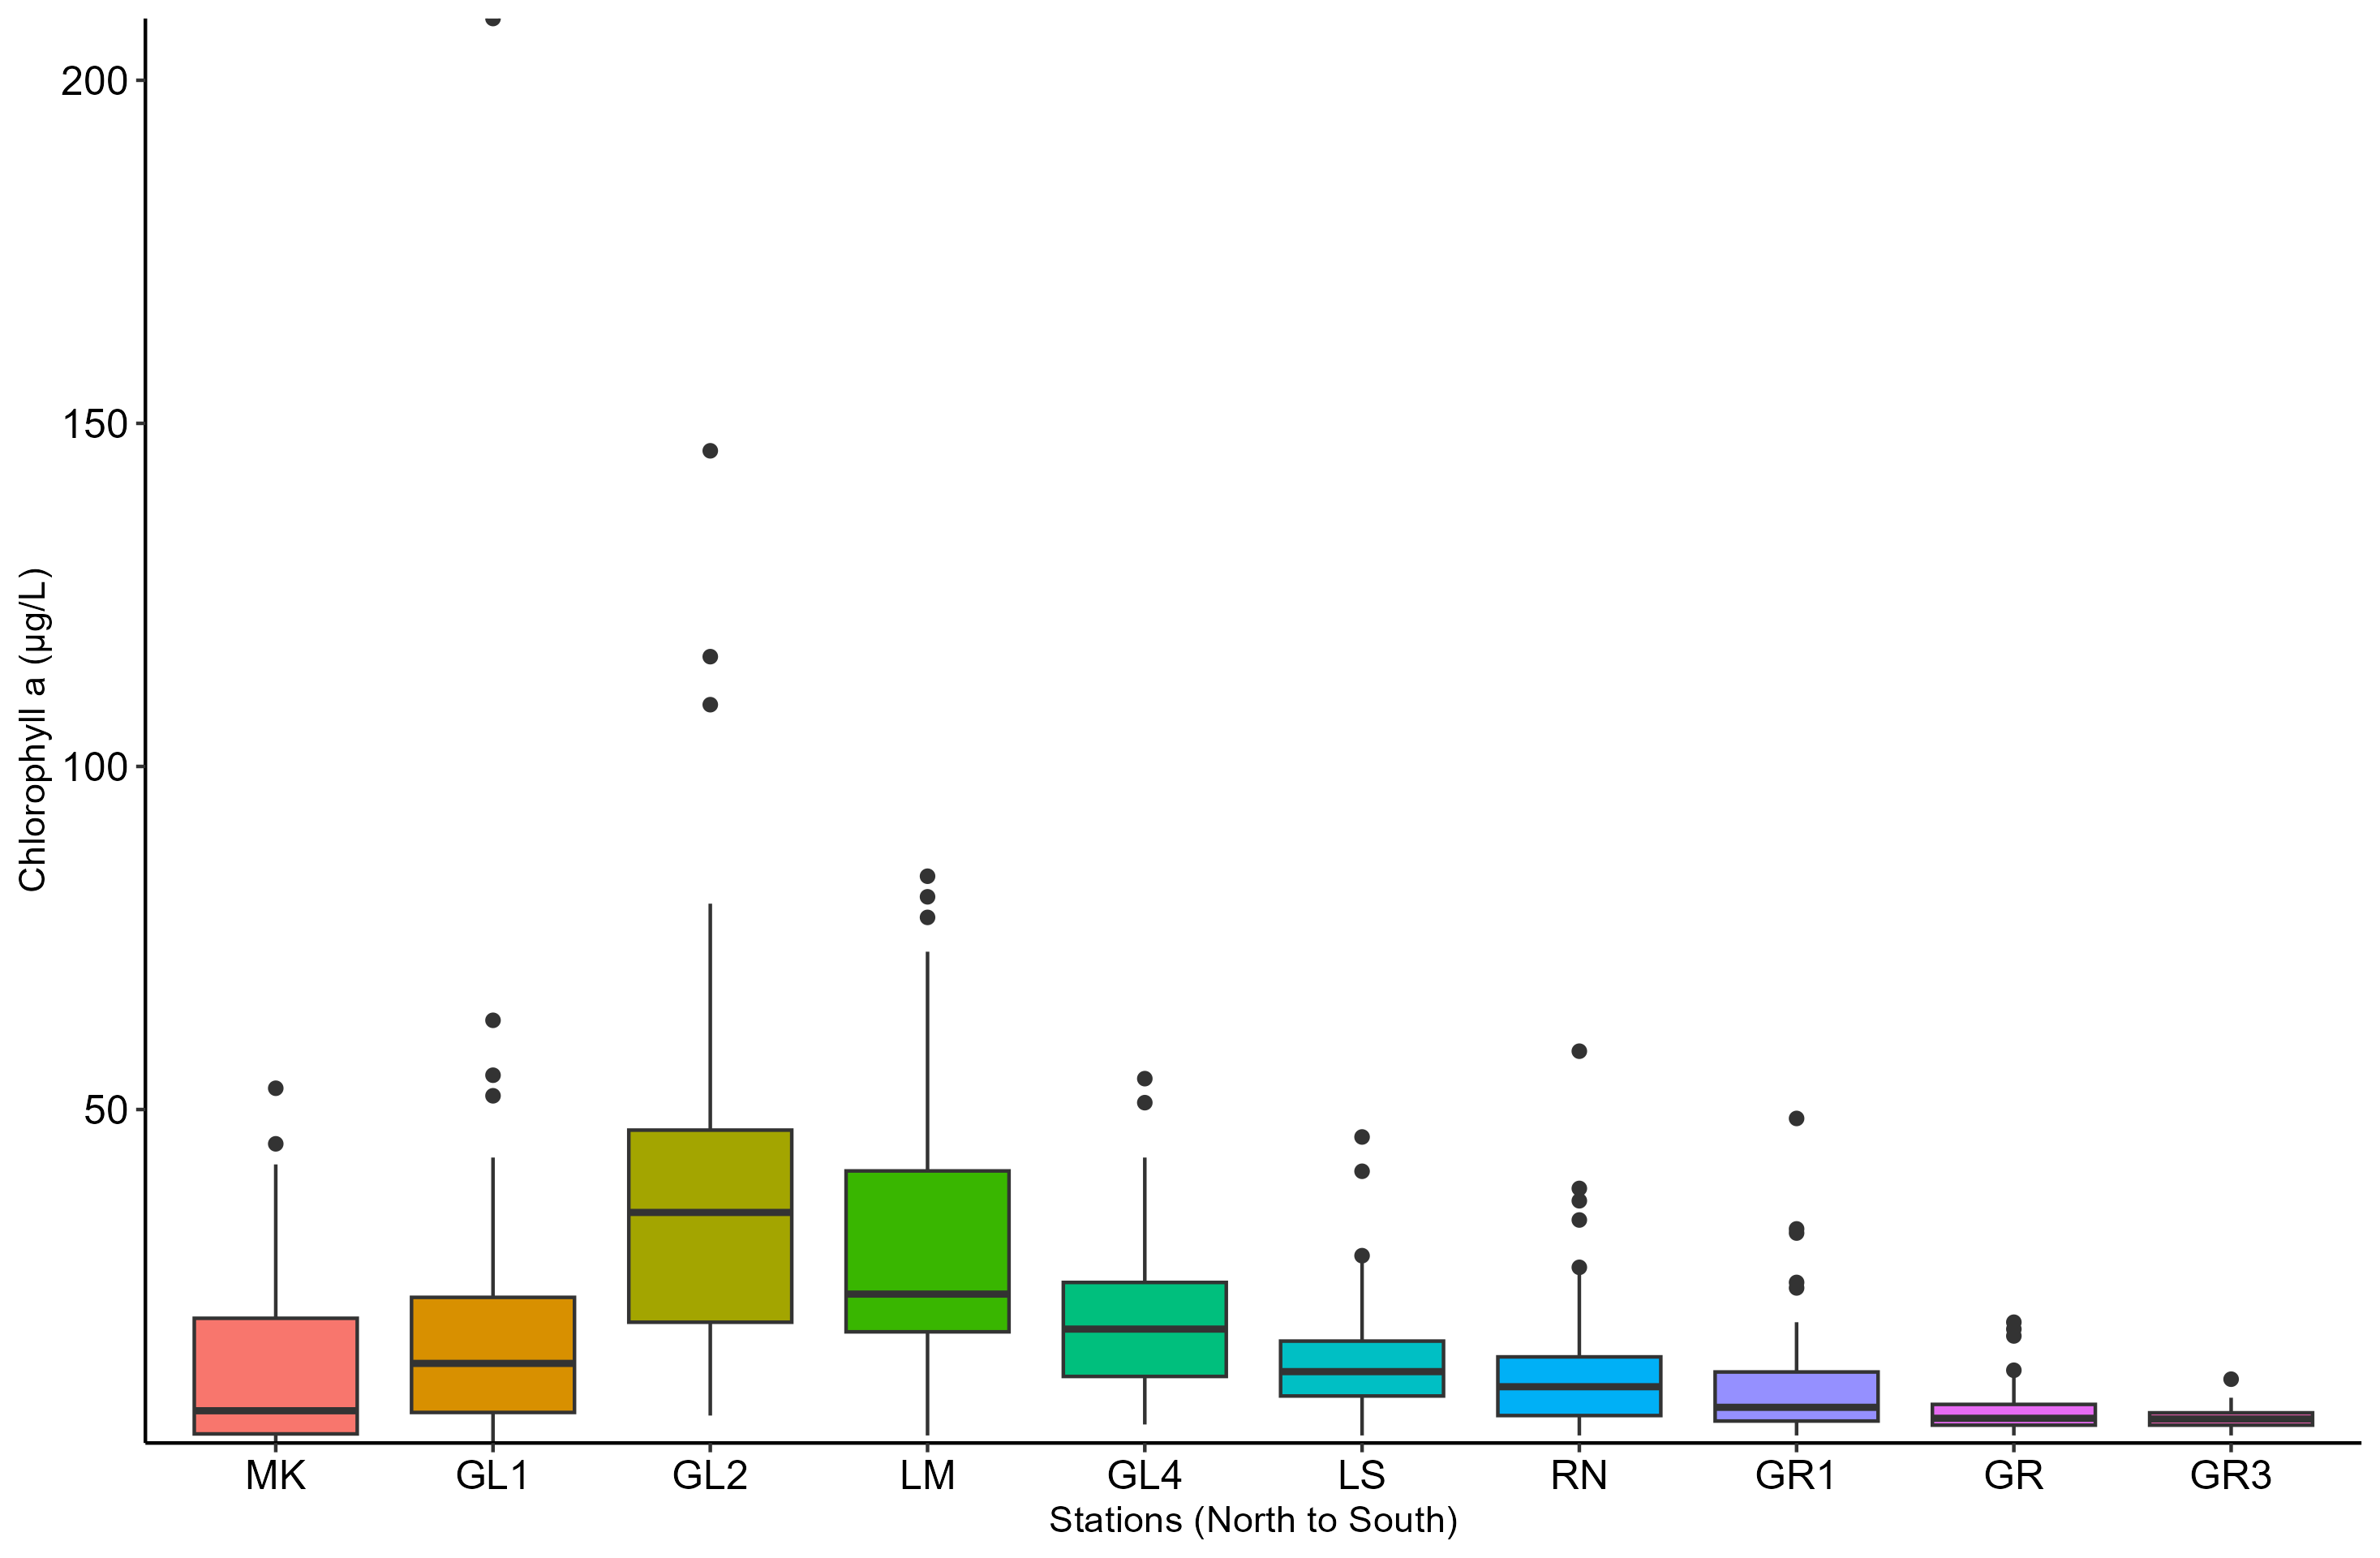 200
150
100
50
Chlorophyll a (µg/L)
MK GL1 GL2 LM GL4 LS RN GR1 GR GR3
Stations (North to South)